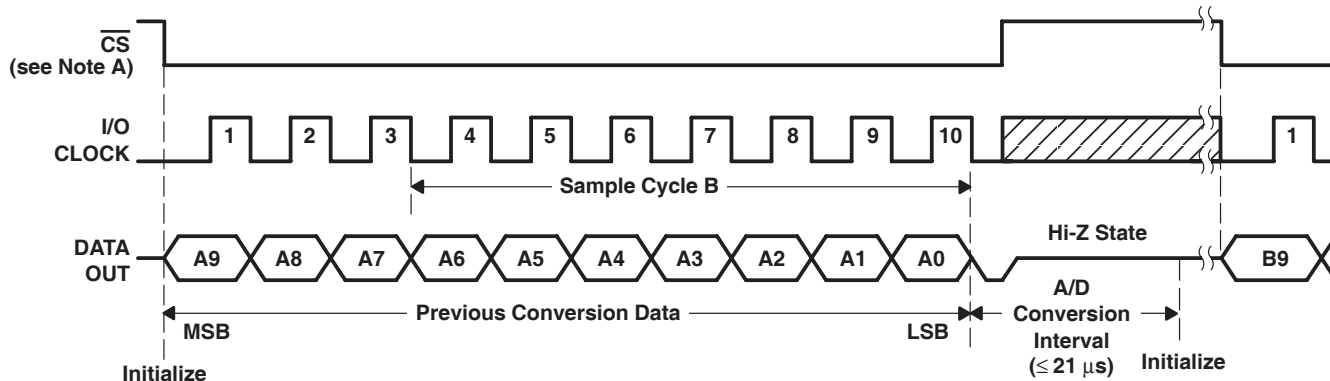 CS
(see Note A)
I/O
CLOCK
1 2 3 4 5 6 7 8 9 10 1
Sample Cycle B
DATA
OUT
A9 A8 A7 A6 A5 A4 A3 A2 A1 A0 B9
Hi-Z State
Previous Conversion Data
MSB
LSB
A/D
Conversion
Interval
(≤ 21 μs)
Initialize
Initialize